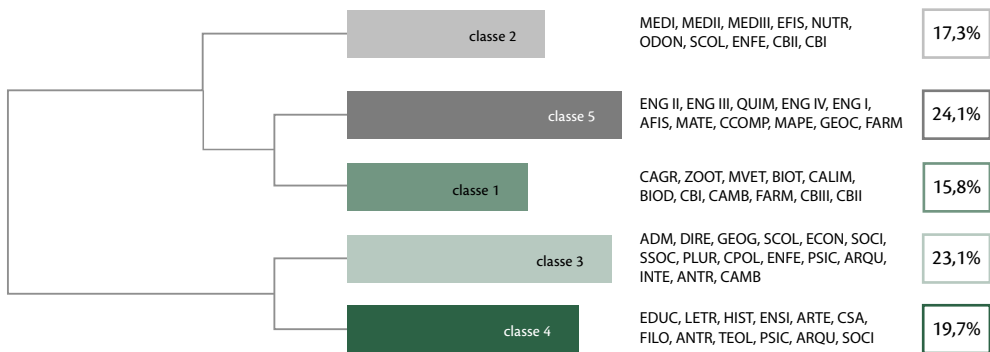 classe 2
MEDI, MEDII, MEDIII, EFIS, NUTR,
ODON, SCOL, ENFE, CBII, CBI
17,3%
classe 5
ENG II, ENG III, QUIM, ENG IV, ENG I,
AFIS, MATE, CCOMP, MAPE, GEOC, FARM
24,1%
classe 1
CAGR, ZOOT, MVET, BIOT, CALIM,
BIOD, CBI, CAMB, FARM, CBIII, CBII
15,8%
classe 3
ADM, DIRE, GEOG, SCOL, ECON, SOCI,
SSOC, PLUR, CPOL, ENFE, PSIC, ARQU,
INTE, ANTR, CAMB
23,1%
classe 4
EDUC, LETR, HIST, ENSI, ARTE, CSA,
FILO, ANTR, TEOL, PSIC, ARQU, SOCI
19,7%